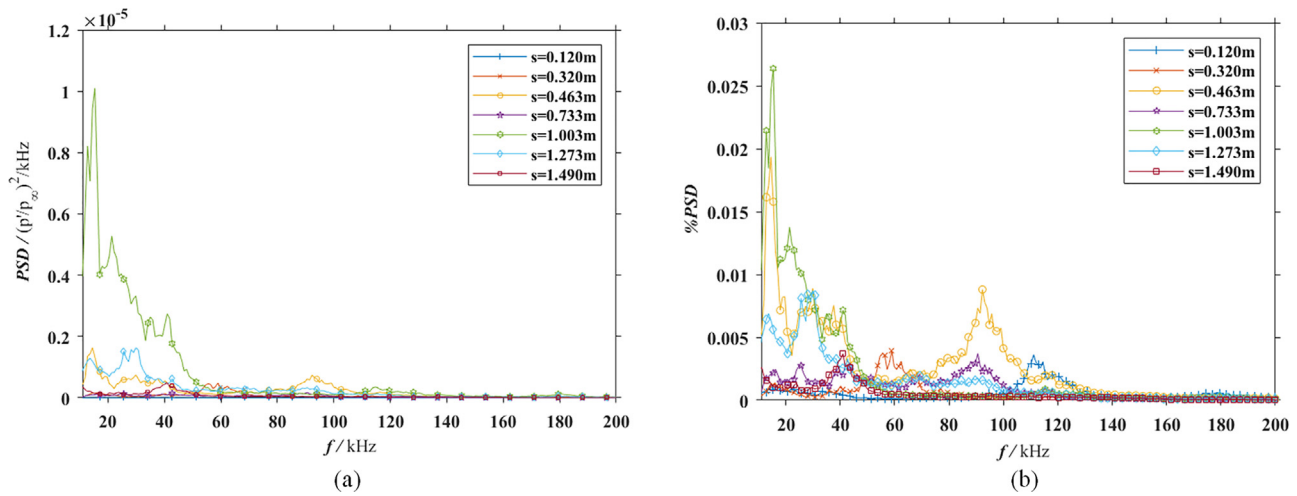 ×10⁻⁵
1.2
1
0.8
0.6
0.4
0.2
0
PSD / (p'/p∞)²/kHz
s=0.120m
s=0.320m
s=0.463m
s=0.733m
s=1.003m
s=1.273m
s=1.490m
20 40 60 80 100 120 140 160 180 200
f / kHz
(a)
0.03
0.025
0.02
0.015
0.01
0.005
0
%PSD
s=0.120m
s=0.320m
s=0.463m
s=0.733m
s=1.003m
s=1.273m
s=1.490m
20 40 60 80 100 120 140 160 180 200
f / kHz
(b)